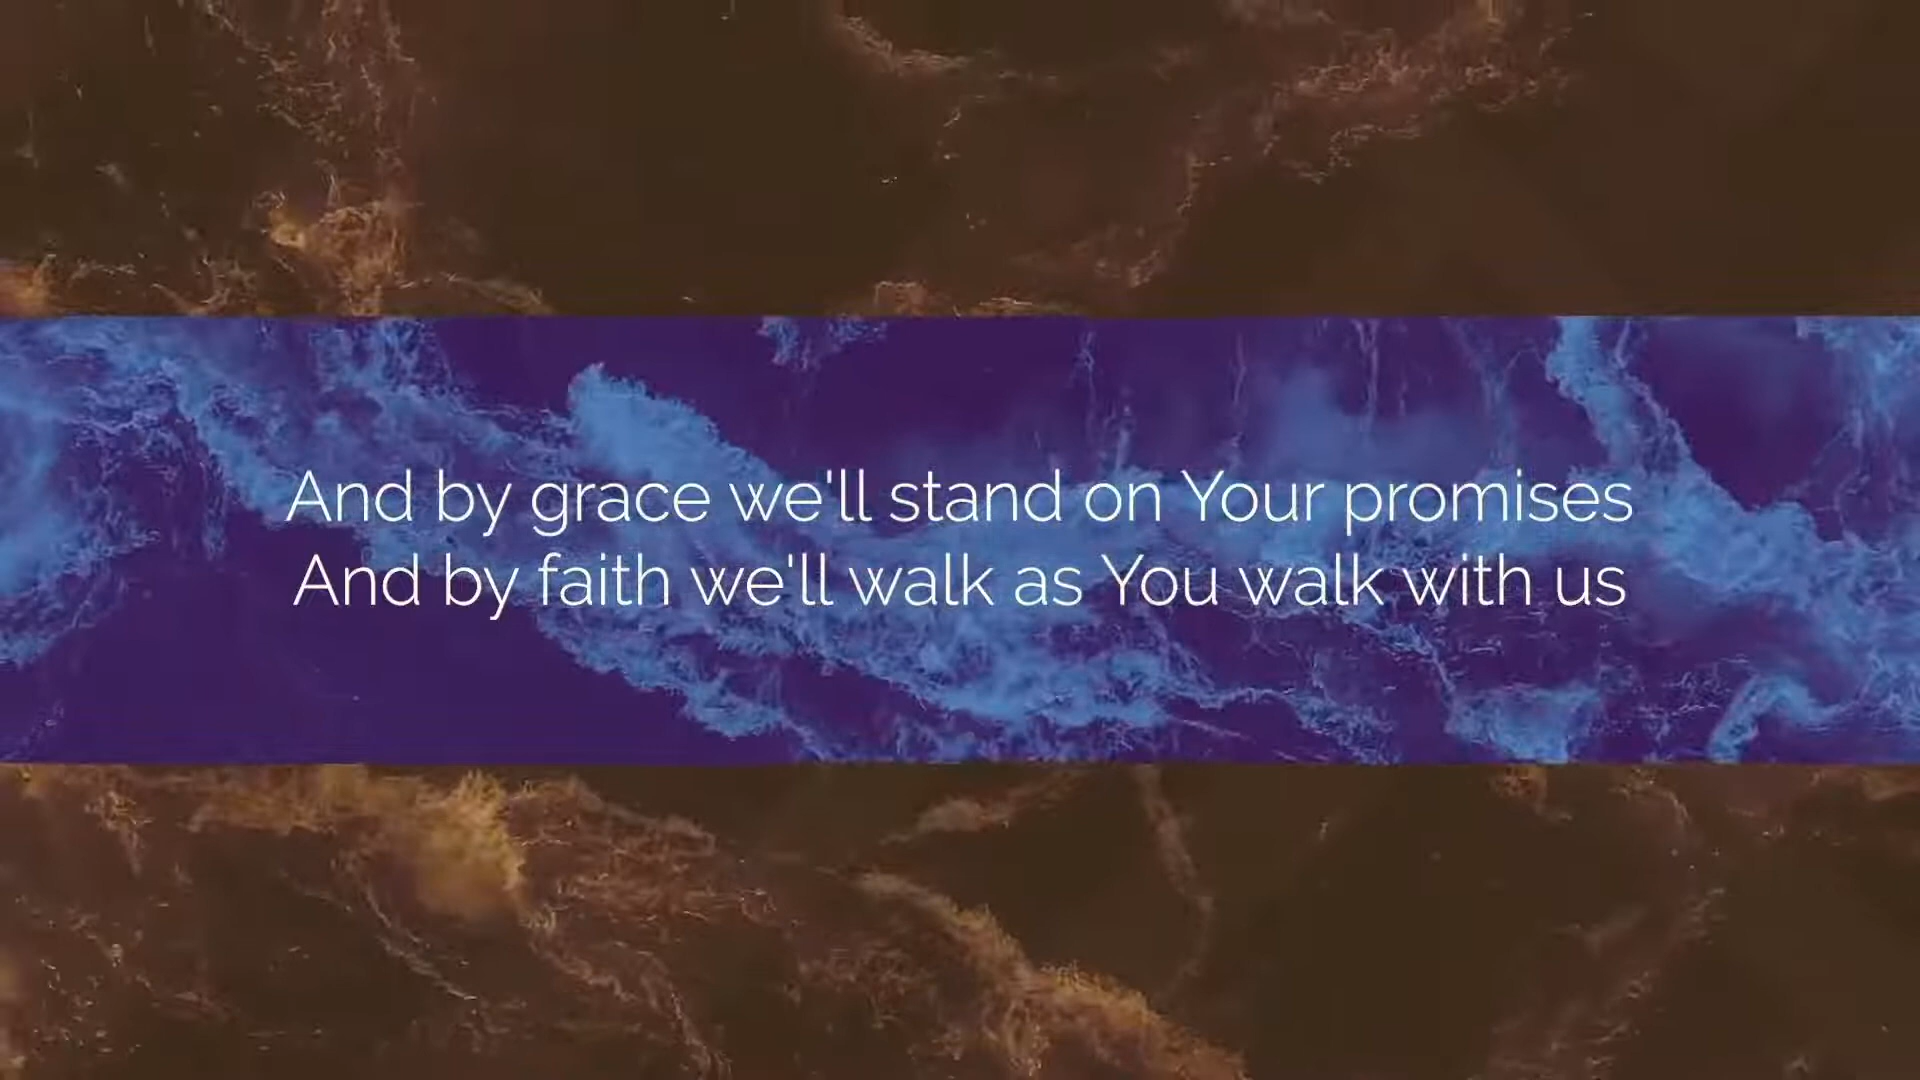 And by grace we'll stand on Your promises
And by faith we'll walk as You walk with us